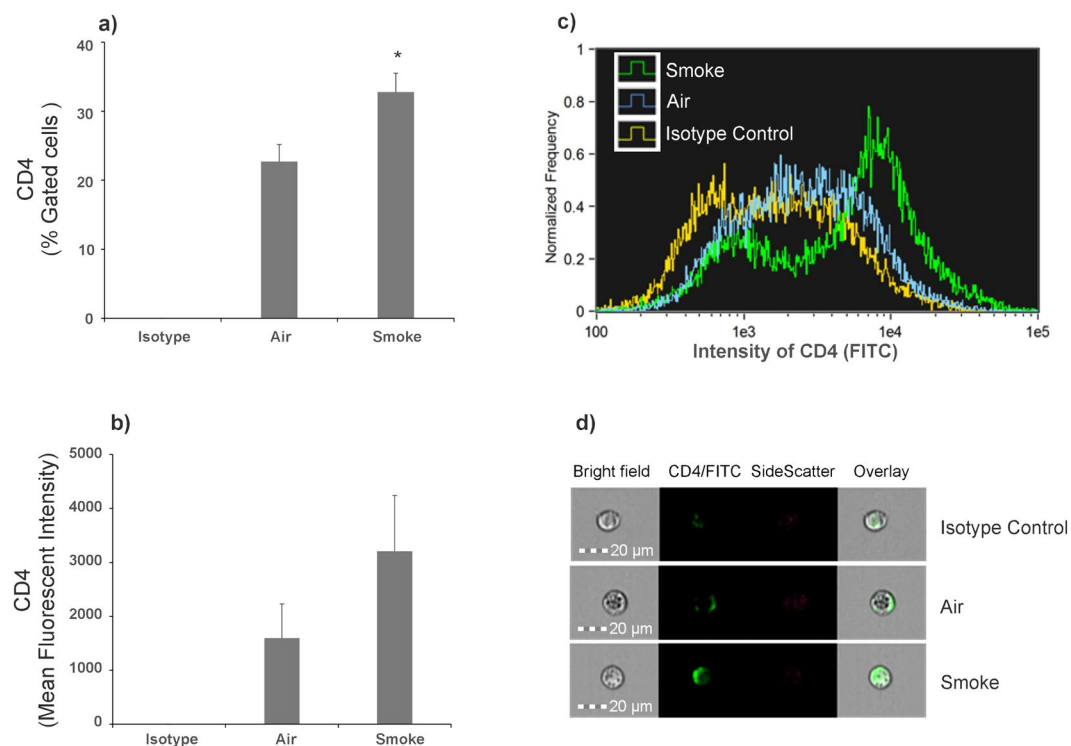 a)
CD4
(% Gated cells )
40
30
20
10
0
*
Isotype Air Smoke
b)
CD4
(Mean Fluorescent Intensity)
5000
4000
3000
2000
1000
0
Isotype Air Smoke
c)
Normalized Frequency
1
0.8
0.6
0.4
0.2
0
Smoke
Air
Isotype Control
100 1e3 1e4 1e5
Intensity of CD4 (FITC)
d)
Bright field CD4/FITC SideScatter Overlay
20 µm
Isotype Control
20 µm
Air
20 µm
Smoke